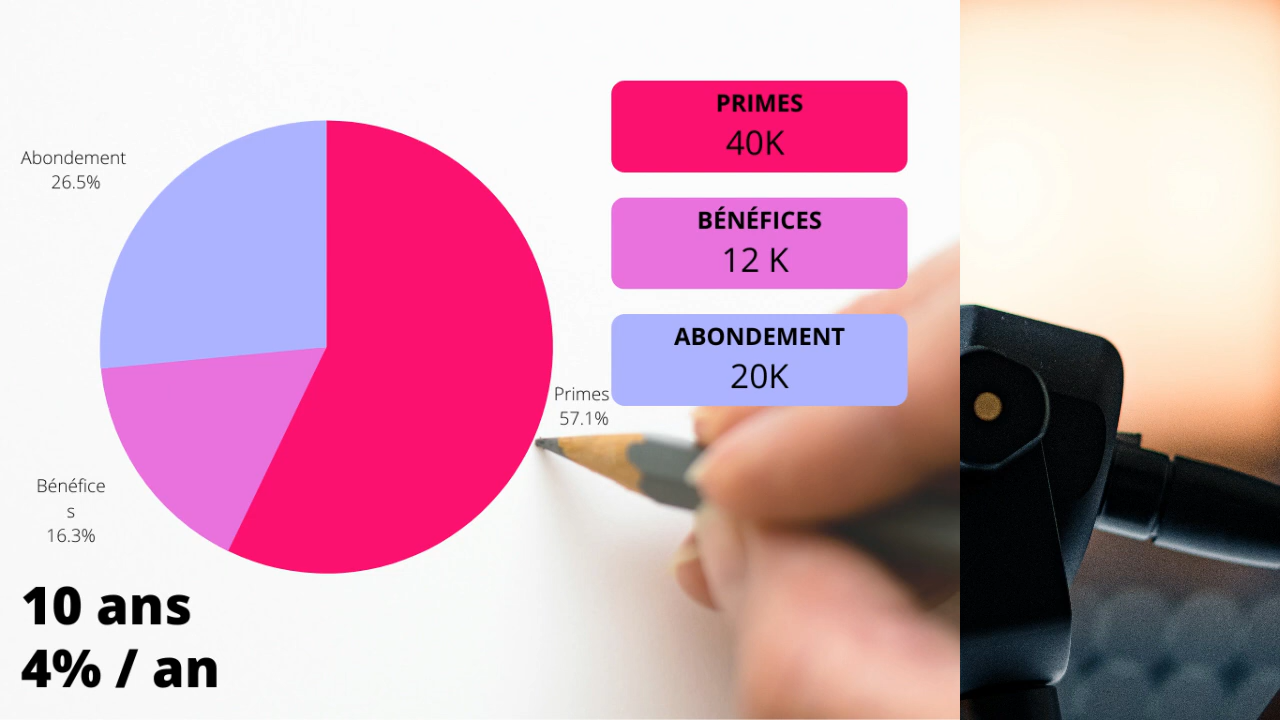 Abondement
26.5%
PRIMES
40K
BÉNÉFICES
12 K
ABONDEMENT
20K
Primes
57.1%
Bénéfice
s
16.3%
10 ans
4% / an